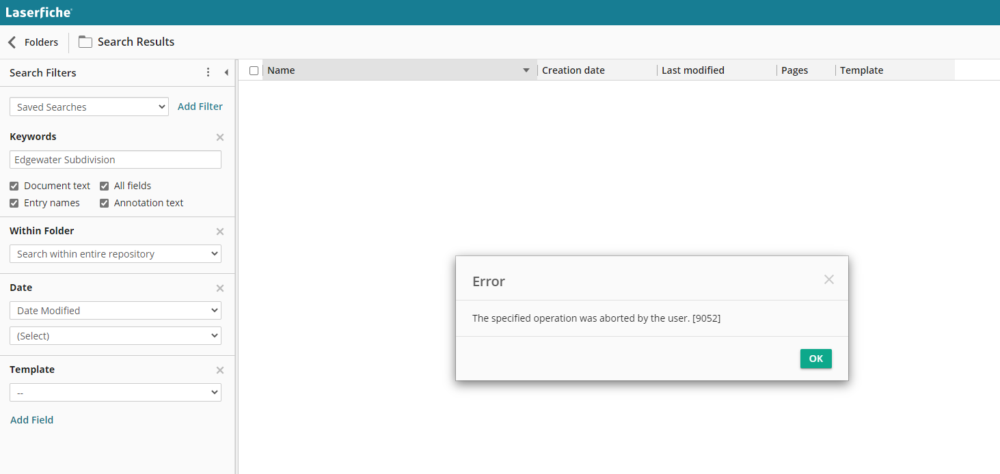 Laserfiche
Folders
Search Results
Search Filters
Name
Creation date
Last modified
Pages
Template
Saved Searches
Add Filter
Keywords
Edgewater Subdivision
Document text
All fields
Entry names
Annotation text
Within Folder
Search within entire repository
Date
Date Modified
(Select)
Template
--
Add Field
Error
The specified operation was aborted by the user. [9052]
OK